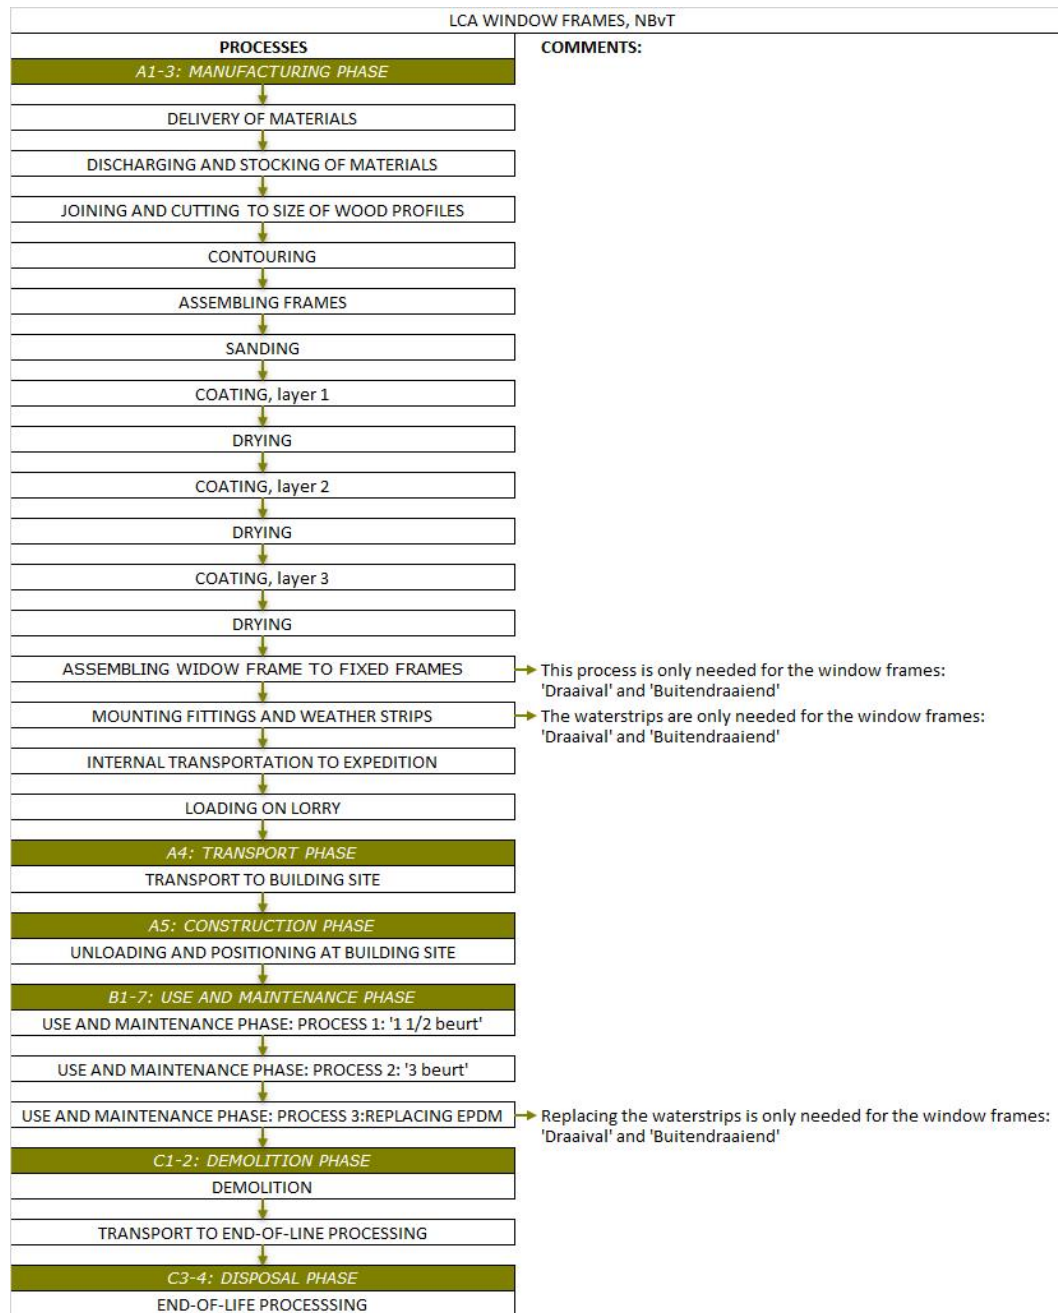 LCA WINDOW FRAMES, NBvT
PROCESSES
COMMENTS:
A1-3: MANUFACTURING PHASE
DELIVERY OF MATERIALS
DISCHARGING AND STOCKING OF MATERIALS
JOINING AND CUTTING TO SIZE OF WOOD PROFILES
CONTOURING
ASSEMBLING FRAMES
SANDING
COATING, layer 1
DRYING
COATING, layer 2
DRYING
COATING, layer 3
DRYING
ASSEMBLING WIDOW FRAME TO FIXED FRAMES
This process is only needed for the window frames:
'Draaival' and 'Buitendraaiend'
MOUNTING FITTINGS AND WEATHER STRIPS
The waterstrips are only needed for the window frames:
'Draaival' and 'Buitendraaiend'
INTERNAL TRANSPORTATION TO EXPEDITION
LOADING ON LORRY
A4: TRANSPORT PHASE
TRANSPORT TO BUILDING SITE
A5: CONSTRUCTION PHASE
UNLOADING AND POSITIONING AT BUILDING SITE
B1-7: USE AND MAINTENANCE PHASE
USE AND MAINTENANCE PHASE: PROCESS 1: '1 1/2 beurt'
USE AND MAINTENANCE PHASE: PROCESS 2: '3 beurt'
USE AND MAINTENANCE PHASE: PROCESS 3:REPLACING EPDM
Replacing the waterstrips is only needed for the window frames:
'Draaival' and 'Buitendraaiend'
C1-2: DEMOLITION PHASE
DEMOLITION
TRANSPORT TO END-OF-LINE PROCESSING
C3-4: DISPOSAL PHASE
END-OF-LIFE PROCESSSING